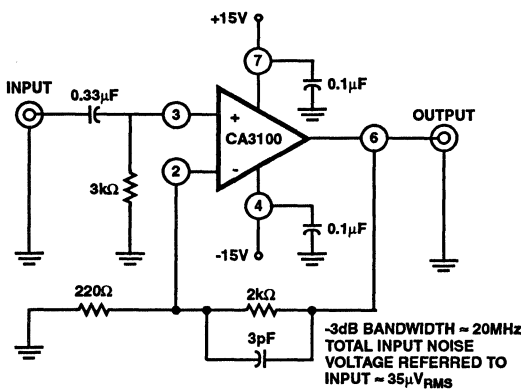 +15V
7
INPUT
0.33µF
0.1µF
OUTPUT
3
+
CA3100
6
2
-
3kΩ
4
0.1µF
-15V
220Ω
2kΩ
3pF
-3dB BANDWIDTH ≈ 20MHz
TOTAL INPUT NOISE
VOLTAGE REFERRED TO
INPUT ≈ 35µVRMS